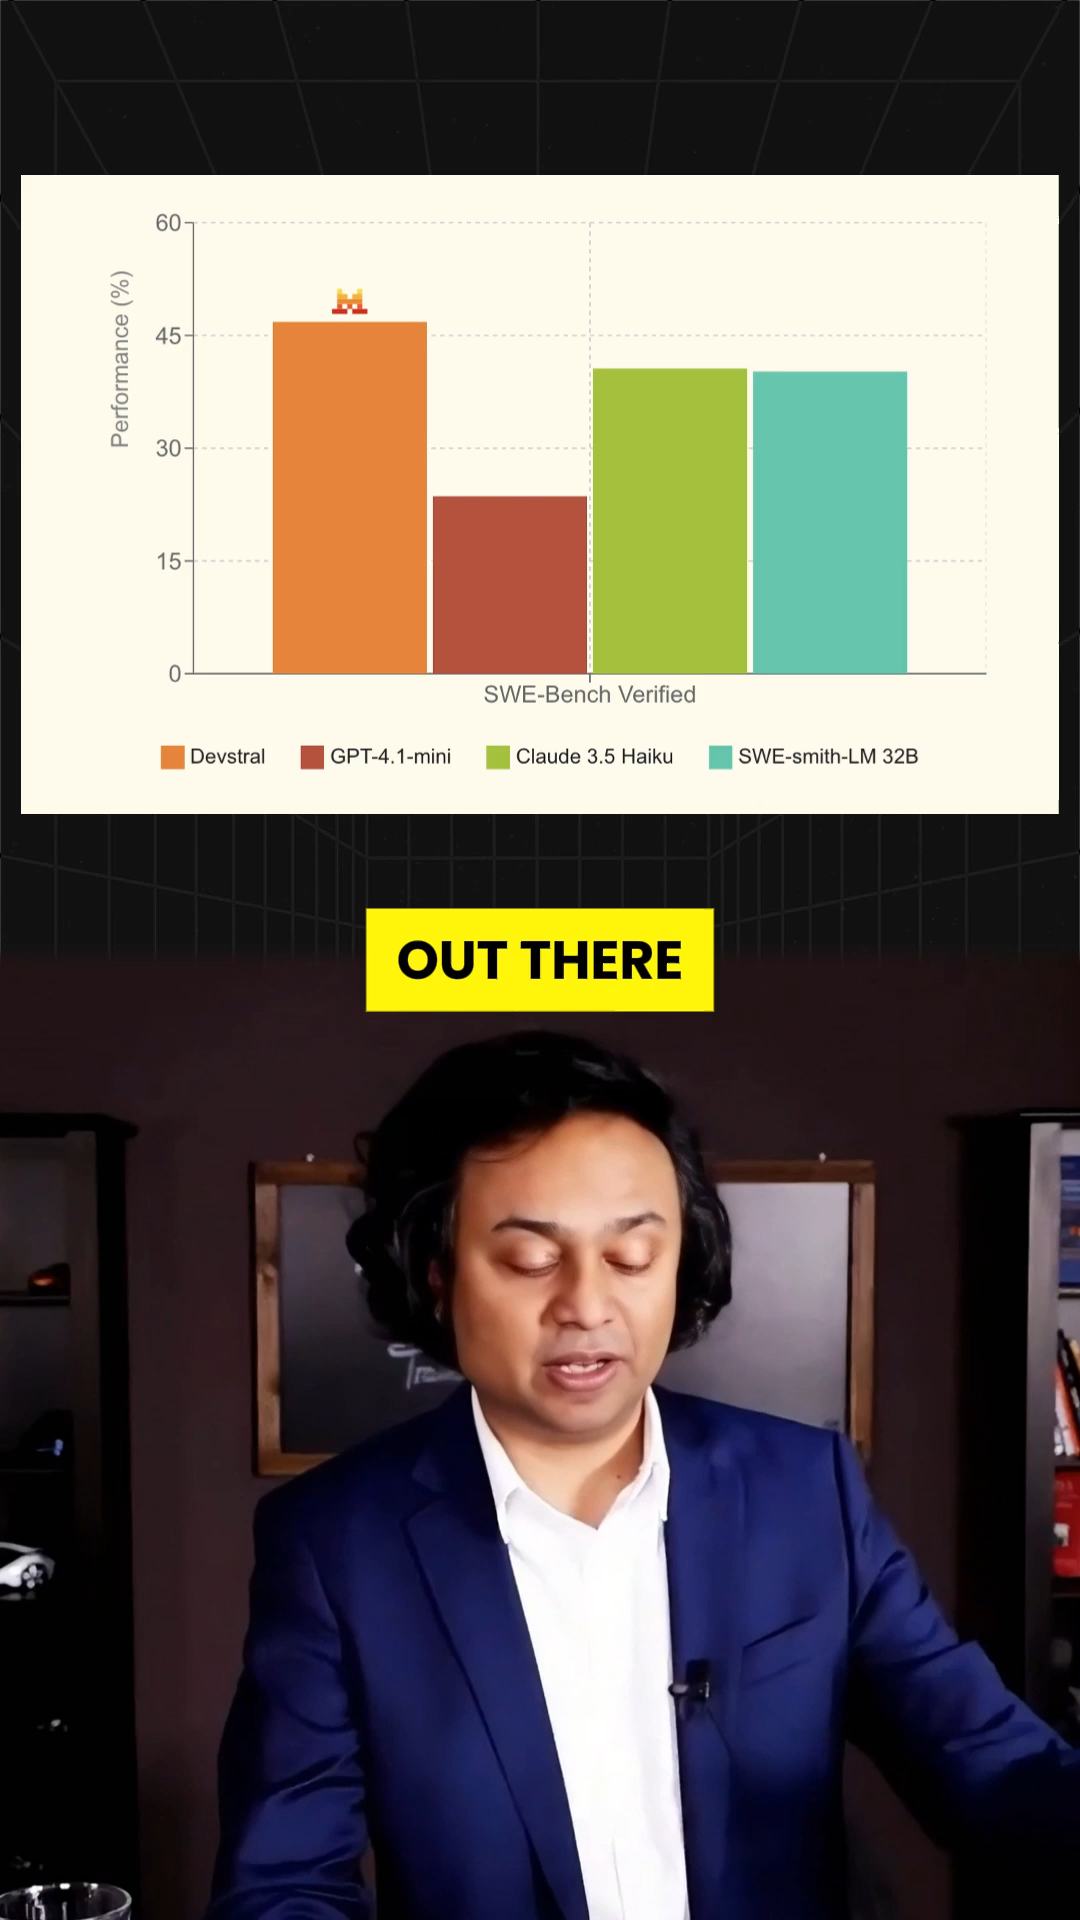 60
45
30
15
0
Performance (%)
SWE-Bench Verified
Devstral GPT-4.1-mini Claude 3.5 Haiku SWE-smith-LM 32B
OUT THERE